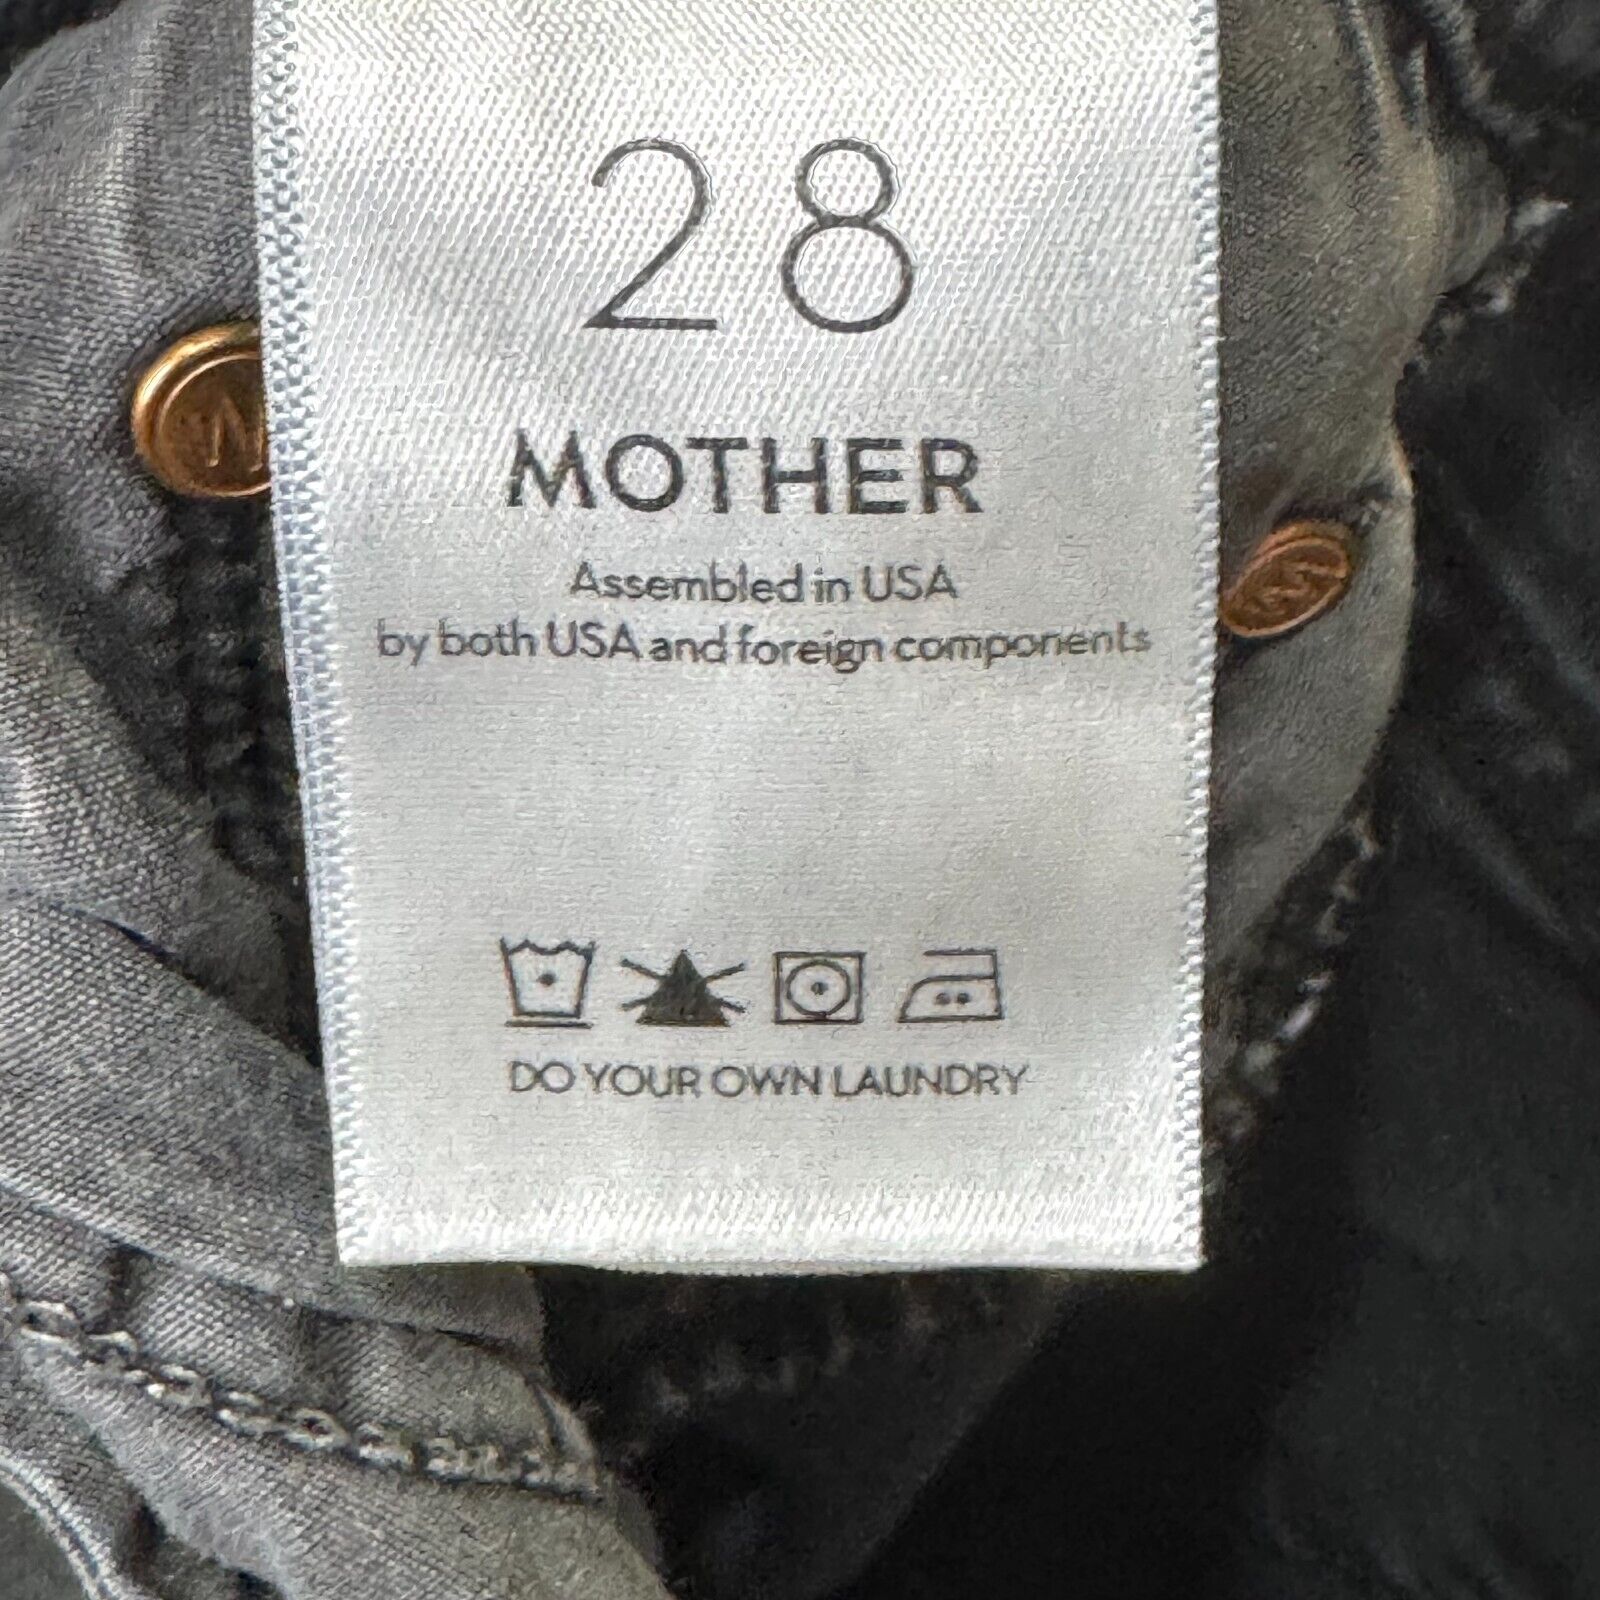 28
MOTHER
Assembled in USA
by both USA and foreign components
DO YOUR OWN LAUNDRY